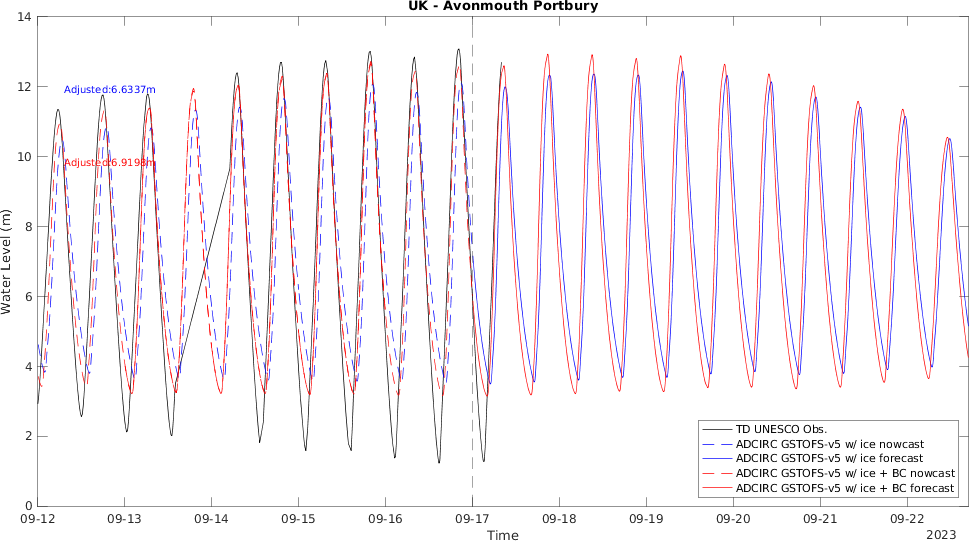 UK - Avonmouth Portbury
14
12
10
8
6
4
2
0
Water Level (m)
Adjusted:6.6337m
Adjusted:6.9193m
TD UNESCO Obs.
ADCIRC GSTOFS-v5 w/ ice nowcast
ADCIRC GSTOFS-v5 w/ ice forecast
ADCIRC GSTOFS-v5 w/ ice + BC nowcast
ADCIRC GSTOFS-v5 w/ ice + BC forecast
09-12 09-13 09-14 09-15 09-16 09-17 09-18 09-19 09-20 09-21 09-22
Time
2023